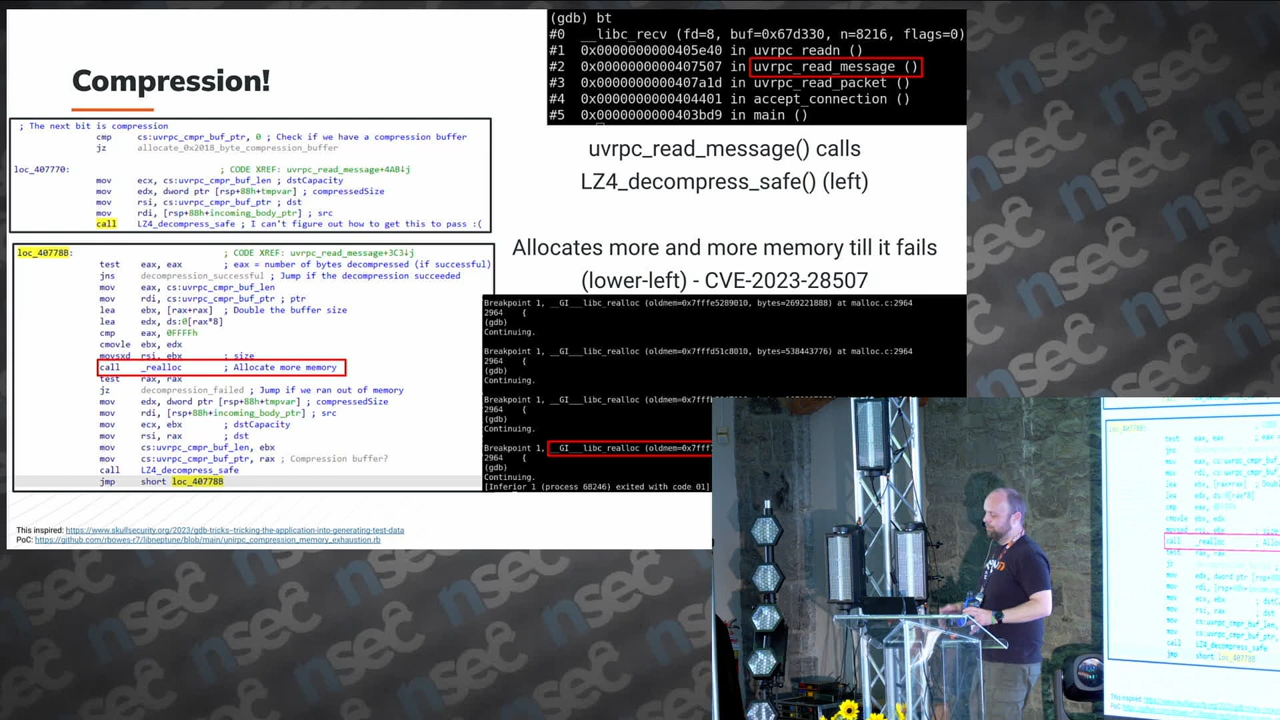 Compression!
; The next bit is compression
cmp cs:uvrpc_cmpr_buf_ptr, 0 ; Check if we have a compression buffer
jz allocate_0x2018_byte_compression_buffer
loc_407770: ; CODE XREF: uvrpc_read_message+4AB↓j
mov ecx, cs:uvrpc_cmpr_buf_len ; dstCapacity
mov edx, dword ptr [rsp+88h+tmpvar] ; compressedSize
mov rsi, cs:uvrpc_cmpr_buf_ptr ; dst
mov rdi, [rsp+88h+incoming_body_ptr] ; src
call LZ4_decompress_safe ; I can't figure out how to get this to pass :(
loc_40778B: ; CODE XREF: uvrpc_read_message+3C3↓j
test eax, eax ; eax = number of bytes decompressed (if successful)
jns decompression_successful ; Jump if the decompression succeeded
mov eax, cs:uvrpc_cmpr_buf_len
mov rdi, cs:uvrpc_cmpr_buf_ptr ; ptr
lea ebx, [rax+rax] ; Double the buffer size
lea edx, ds:0[rax*8]
cmp eax, 0FFFFh
cmovle ebx, edx
movsxd rsi, ebx ; size
call _realloc ; Allocate more memory
test rax, rax
jz decompression_failed ; Jump if we ran out of memory
mov edx, dword ptr [rsp+88h+tmpvar] ; compressedSize
mov rdi, [rsp+88h+incoming_body_ptr] ; src
mov ecx, ebx ; dstCapacity
mov rsi, rax ; dst
mov cs:uvrpc_cmpr_buf_len, ebx
mov cs:uvrpc_cmpr_buf_ptr, rax ; Compression buffer?
call LZ4_decompress_safe
jmp short loc_40778B
This inspired: https://www.skullsecurity.org/2023/gdb-tricks-tricking-the-application-into-generating-test-data
PoC: https://github.com/rbowes-r7/libneptune/blob/main/unirpc_compression_memory_exhaustion.rb
(gdb) bt
#0 __libc_recv (fd=8, buf=0x67d330, n=8216, flags=0)
#1 0x0000000000405e40 in uvrpc_readn ()
#2 0x0000000000407507 in uvrpc_read_message ()
#3 0x0000000000407a1d in uvrpc_read_packet ()
#4 0x0000000000404401 in accept_connection ()
#5 0x0000000000403bd9 in main ()
uvrpc_read_message() calls
LZ4_decompress_safe() (left)
Allocates more and more memory till it fails
(lower-left) - CVE-2023-28507
Breakpoint 1, __GI___libc_realloc (oldmem=0x7fffe5289010, bytes=269221888) at malloc.c:2964
2964 {
(gdb)
Continuing.
Breakpoint 1, __GI___libc_realloc (oldmem=0x7fffd51c8010, bytes=538443776) at malloc.c:2964
2964 {
(gdb)
Continuing.
2964 {
(gdb)
Continuing.
Breakpoint 1, __GI___libc_realloc (oldmem=0x7fff
2964 {
(gdb)
Continuing.
[Inferior 1 (process 68246) exited with code 01]
nsec